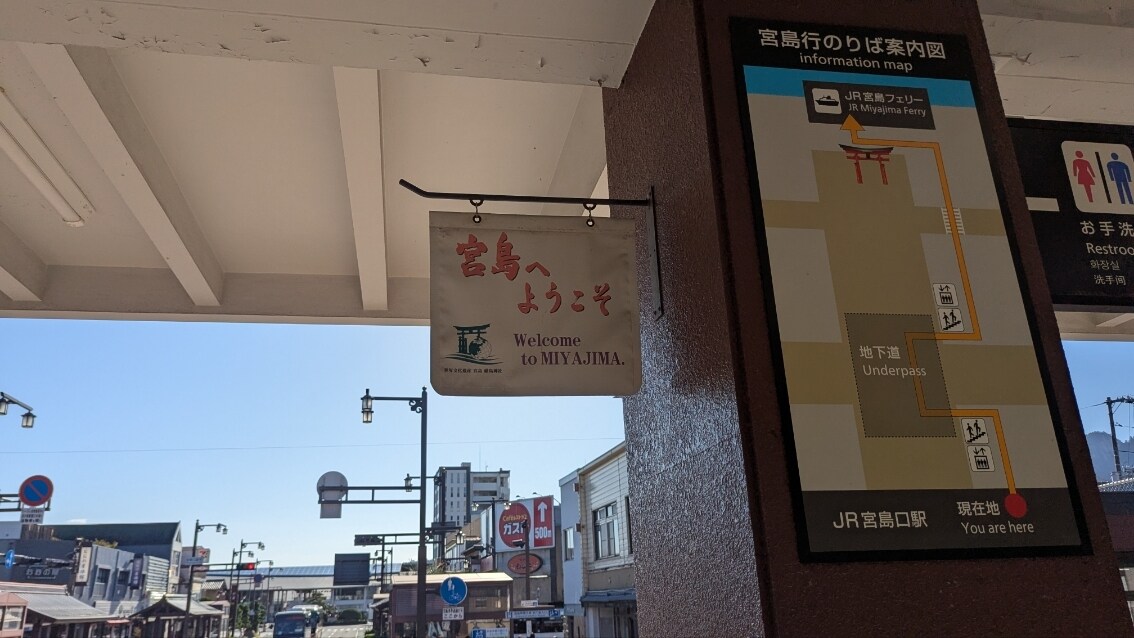 宮島行のりば案内図
information map
JR宮島フェリー
JR Miyajima Ferry
地下道
Underpass
JR宮島口駅
現在地
You are here
宮島へ
ようこそ
Welcome
to MIYAJIMA.
お手洗
Restroo
화장실
洗手间
ガスト
500m